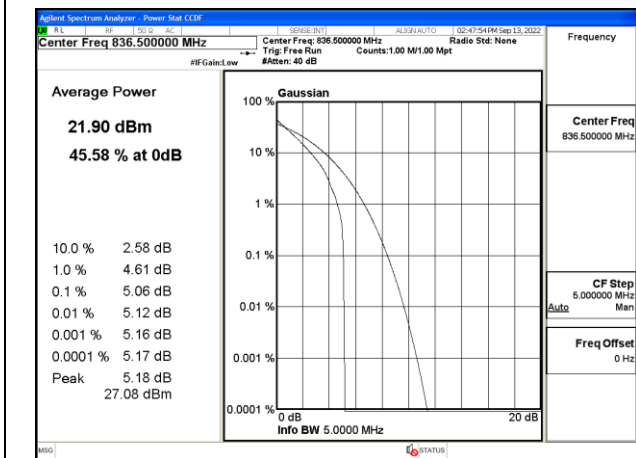 Agilent Spectrum Analyzer - Power Stat CCDF
RL RF 50 Ω AC SENSE:INT ALIGN AUTO 02:47:54 PM Sep 13, 2022
Center Freq 836.500000 MHz
Center Freq: 836.500000 MHz Radio Std: None
Trig: Free Run Counts:1.00 M/1.00 Mpt
#IFGain:Low #Atten: 40 dB
Frequency
Average Power
21.90 dBm
45.58 % at 0dB
10.0 % 2.58 dB
1.0 % 4.61 dB
0.1 % 5.06 dB
0.01 % 5.12 dB
0.001 % 5.16 dB
0.0001 % 5.17 dB
Peak 5.18 dB
27.08 dBm
Gaussian
100 %
10 %
1 %
0.1 %
0.01 %
0.001 %
0.0001 %
0 dB 20 dB
Info BW 5.0000 MHz
Center Freq
836.500000 MHz
CF Step
5.000000 MHz
Auto Man
Freq Offset
0 Hz
MSG STATUS